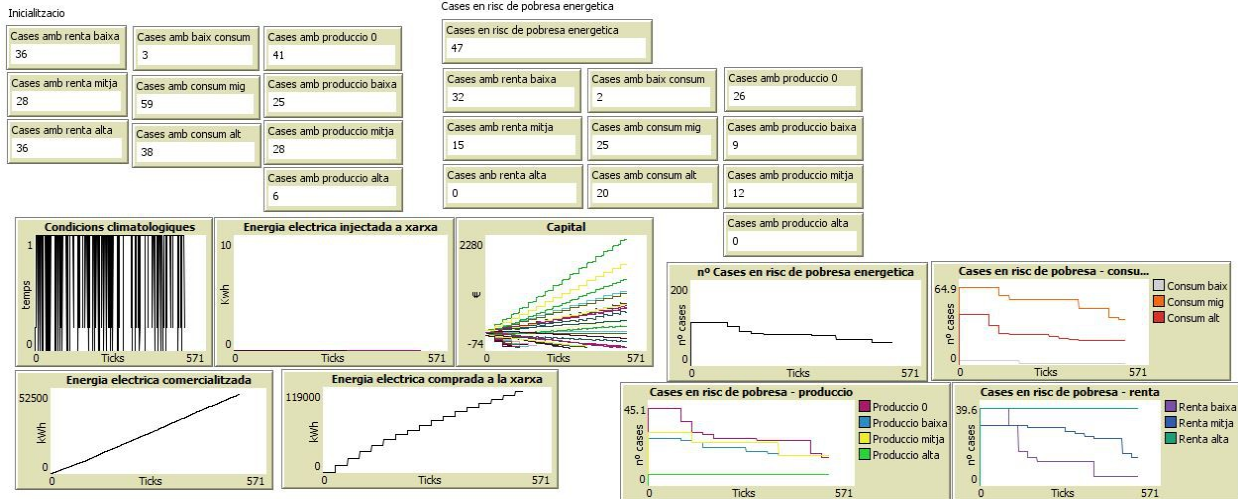 Inicialitzacio
Cases amb renta baixa
36
Cases amb baix consum
3
Cases amb produccio 0
41
Cases amb renta mitja
28
Cases amb consum mig
59
Cases amb produccio baixa
25
Cases amb renta alta
36
Cases amb consum alt
38
Cases amb produccio mitja
28
Cases amb produccio alta
6
Cases en risc de pobresa energetica
Cases en risc de pobresa energetica
47
Cases amb renta baixa
32
Cases amb baix consum
2
Cases amb produccio 0
26
Cases amb renta mitja
15
Cases amb consum mig
25
Cases amb produccio baixa
9
Cases anb renta alta
0
Cases amb consum alt
20
Cases amb produccio mitja
12
Cases amb produccio alta
0
Condicions climatologiques
1
temps
0
0
Ticks
571
Energia electrica injectada a xarxa
10
Kwh
0
0
Ticks
571
Capital
2280
€
-74
0
Ticks
571
nº Cases en risc de pobresa energetica
200
nº cases
0
0
Ticks
571
Cases en risc de pobresa - consu...
64.9
nº cases
0
0
Ticks
571
Consum baix
Consum mig
Consum alt
Energia electrica comercialitzada
52500
kWh
0
0
Ticks
571
Energia electrica comprada a la xarxa
119000
kWh
0
0
Ticks
571
Cases en risc de pobresa - produccio
45.1
nº cases
0
0
Ticks
571
Produccio 0
Produccio baixa
Produccio mitja
Produccio alta
Cases en risc de pobresa - renta
39.6
nº cases
0
0
Ticks
571
Renta baixa
Renta mitja
Renta alta